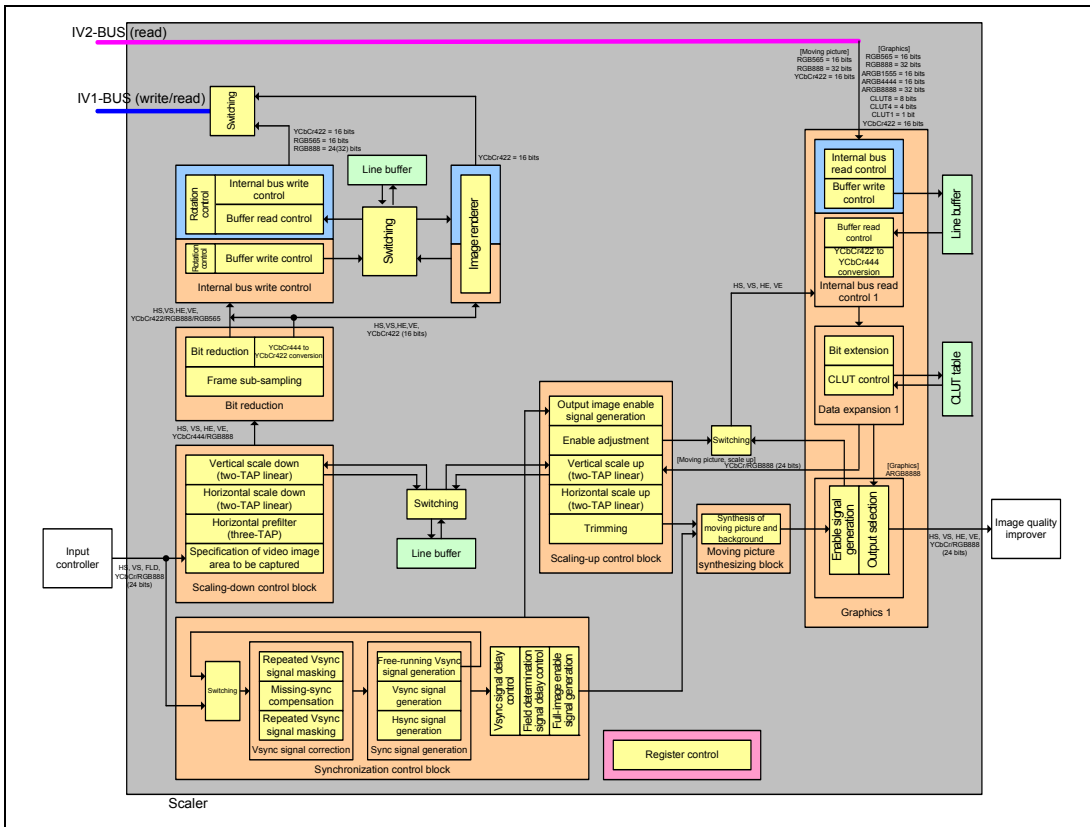 IV2-BUS (read)
IV1-BUS (write/read)
[Moving picture]
RGB565 = 16 bits
RGB888 = 32 bits
YCbCr422 = 16 bits
[Graphics]
RGB565 = 16 bits
RGB888 = 32 bits
ARGB1555 = 16 bits
ARGB4444 = 16 bits
ARGB8888 = 32 bits
CLUT8 = 8 bits
CLUT4 = 4 bits
CLUT1 = 1 bit
YCbCr422 = 16 bits
Switching
YCbCr422 = 16 bits
RGB565 = 16 bits
RGB888 = 24(32) bits
YCbCr422 = 16 bits
Line buffer
Rotation
control
Internal bus write
control
Buffer read control
Switching
Image renderer
Rotation
control
Buffer write control
Internal bus write control
Internal bus
read control
Buffer write
control
Line buffer
Buffer read
control
YCbCr422 to
YCbCr444
conversion
Internal bus read
control 1
HS, VS, HE, VE
HS,VS,HE,VE,
YCbCr422/RGB888/RGB565
HS,VS,HE,VE,
YCbCr422 (16 bits)
Bit reduction
YCbCr444 to
YCbCr422 conversion
Frame sub-sampling
Bit reduction
Bit extension
CLUT control
CLUT table
Data expansion 1
HS, VS, HE, VE,
YCbCr444/RGB888
Output image enable
signal generation
Enable adjustment
Vertical scale up
(two-TAP linear)
Horizontal scale up
(two-TAP linear)
Trimming
Scaling-up control block
Switching
[Moving picture, scale up]
YCbCr/RGB888 (24 bits)
[Graphics]
ARGB8888
Vertical scale down
(two-TAP linear)
Horizontal scale down
(two-TAP linear)
Horizontal prefilter
(three-TAP)
Specification of video image
area to be captured
Scaling-down control block
Switching
Line buffer
Synthesis of
moving picture and
background
Moving picture
synthesizing block
Enable signal
generation
Output selection
Graphics 1
HS, VS, HE, VE,
YCbCr/RGB888
(24 bits)
Image quality
improver
Input
controller
HS, VS, FLD,
YCbCr/RGB888
(24 bits)
Switching
Repeated Vsync
signal masking
Missing-sync
compensation
Repeated Vsync
signal masking
Vsync signal correction
Free-running Vsync
signal generation
Vsync signal
generation
Hsync signal
generation
Sync signal generation
Vsync signal delay
control
Field determination
signal delay control
Full-image enable
signal generation
Synchronization control block
Register control
Scaler